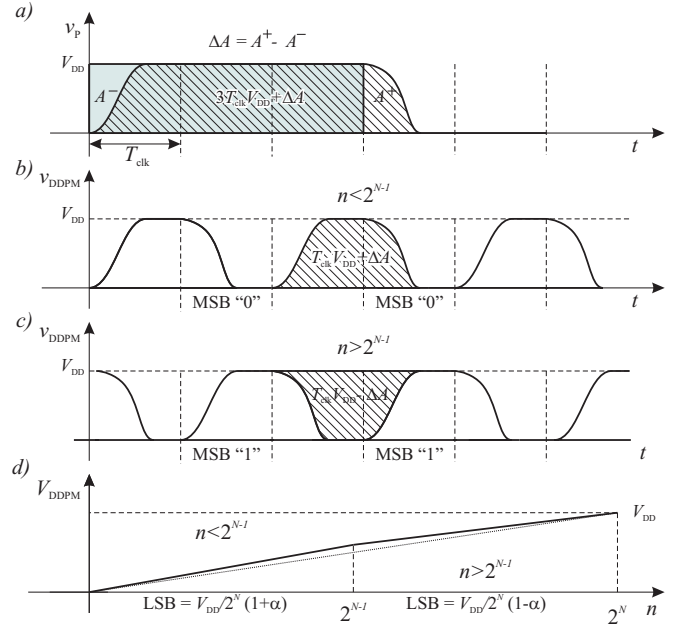 a)
v_P
ΔA = A⁺- A⁻
V_DD
A⁻
3T_clk V_DD+ΔA
A⁺
T_clk
t
b)
v_DDPM
n<2^{N-1}
V_DD
T_clk V_DD+ΔA
MSB “0”
MSB “0”
t
c)
v_DDPM
n>2^{N-1}
V_DD
T_clk V_DD-ΔA
MSB “1”
MSB “1”
t
d)
V_DDPM
V_DD
n<2^{N-1}
n>2^{N-1}
LSB = V_DD/2^N (1+α)
2^{N-1}
LSB = V_DD/2^N (1-α)
2^N
n